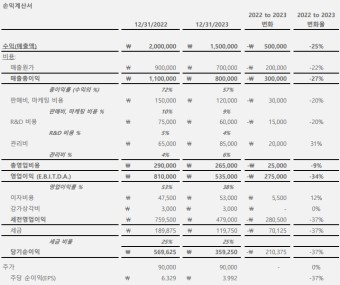 손익계산서
12/31/2022 12/31/2023 2022 to 2023 변화 2022 to 2023 변화율
수익(매출액) ₩ 2,000,000 ₩ 1,500,000 -₩ 500,000 -25%
비용:
매출원가 ₩ 900,000 ₩ 700,000 -₩ 200,000 -22%
매출총이익 ₩ 1,100,000 ₩ 800,000 -₩ 300,000 -27%
총이익률 (수익의 %) 72% 57%
판매비, 마케팅 비용 ₩ 150,000 ₩ 120,000 -₩ 30,000 -20%
판매비, 마케팅 비용 % 10% 9%
R&D 비용 ₩ 75,000 ₩ 60,000 -₩ 15,000 -20%
R&D 비용 % 5% 4%
관리비 ₩ 65,000 ₩ 85,000 ₩ 20,000 31%
관리비 % 4% 6%
총영업비용 ₩ 290,000 ₩ 265,000 -₩ 25,000 -9%
영업이익 (E.B.I.T.D.A) ₩ 810,000 ₩ 535,000 -₩ 275,000 -34%
영업이익률 % 53% 38%
이자비용 ₩ 47,500 ₩ 53,000 ₩ 5,500 12%
감가상각비 ₩ 3,000 ₩ 3,000 ₩ - 0%
세전영업이익 ₩ 759,500 ₩ 479,000 -₩ 280,500 -37%
세금 ₩ 189,875 ₩ 119,750 -₩ 70,125 -37%
세금 비율 25% 25%
당기순이익 ₩ 569,625 ₩ 359,250 -₩ 210,375 -37%
주가 90,000 90,000 - 0%
주당 순이익(EPS) ₩ 6.329 ₩ 3.992 -37%